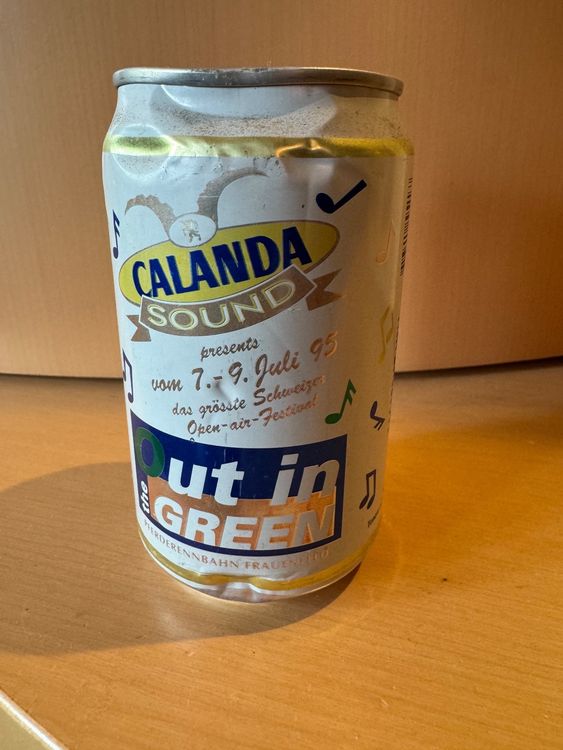 CALANDA
SOUND
presents
vom 7.-9. Juli 95
das grösste Schweizer
Open-air-Festival
Out in
the GREEN
PFERDERENNBAHN FRAUENFELD